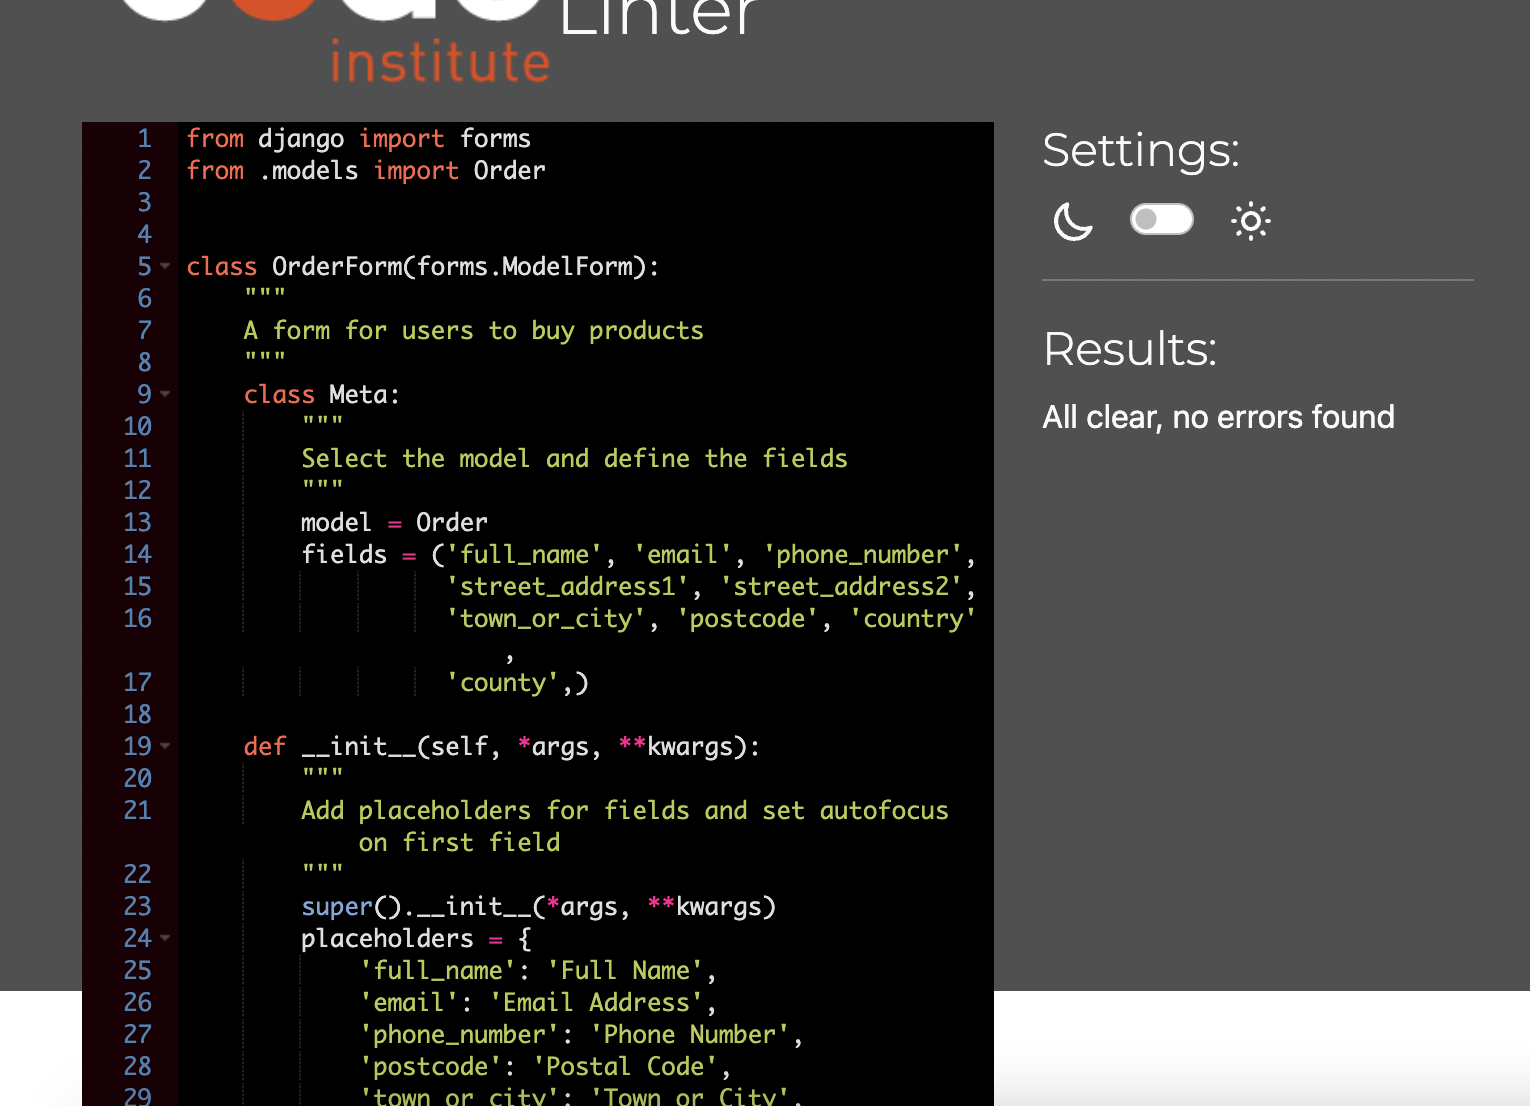 Linter
institute
1 from django import forms
2 from .models import Order
3
4
5 class OrderForm(forms.ModelForm):
6 """
7 A form for users to buy products
8 """
9 class Meta:
10 """
11 Select the model and define the fields
12 """
13 model = Order
14 fields = ('full_name', 'email', 'phone_number',
15 'street_address1', 'street_address2',
16 'town_or_city', 'postcode', 'country'
,
17 'county',)
18
19 def __init__(self, *args, **kwargs):
20 """
21 Add placeholders for fields and set autofocus
on first field
22 """
23 super().__init__(*args, **kwargs)
24 placeholders = {
25 'full_name': 'Full Name',
26 'email': 'Email Address',
27 'phone_number': 'Phone Number',
28 'postcode': 'Postal Code',
29 'town_or_city': 'Town or City',
Settings:
Results:
All clear, no errors found